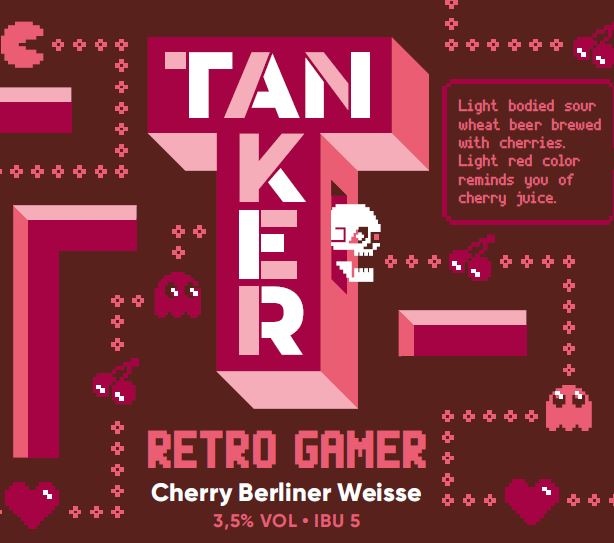 TAN
K
E
R
Light bodied sour
wheat beer brewed
with cherries.
Light red color
reminds you of
cherry juice.
RETRO GAMER
Cherry Berliner Weisse
3,5% VOL • IBU 5